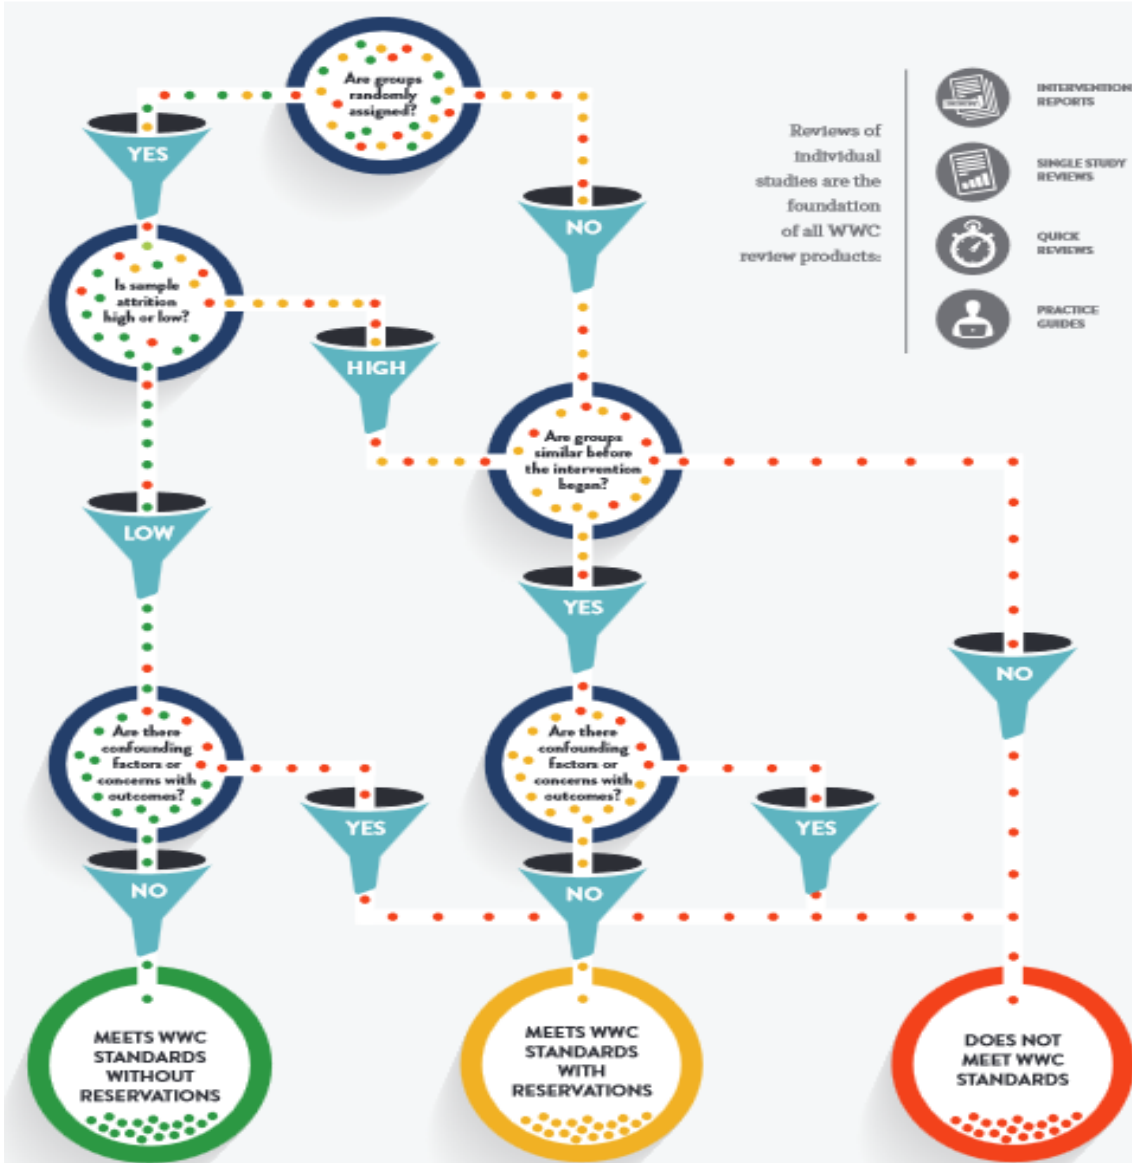 Are groups
randomly
assigned?
YES
NO
Reviews of
individual
studies are the
foundation
of all WWC
review products:
INTERVENTION
REPORTS
SINGLE STUDY
REVIEWS
QUICK
REVIEWS
PRACTICE
GUIDES
Is sample
attrition
high or low?
HIGH
LOW
Are groups
similar before
the intervention
began?
YES
NO
Are there
confounding
factors or
concerns with
outcomes?
YES
NO
Are there
confounding
factors or
concerns with
outcomes?
YES
NO
MEETS WWC
STANDARDS
WITHOUT
RESERVATIONS
MEETS WWC
STANDARDS
WITH
RESERVATIONS
DOES NOT
MEET WWC
STANDARDS